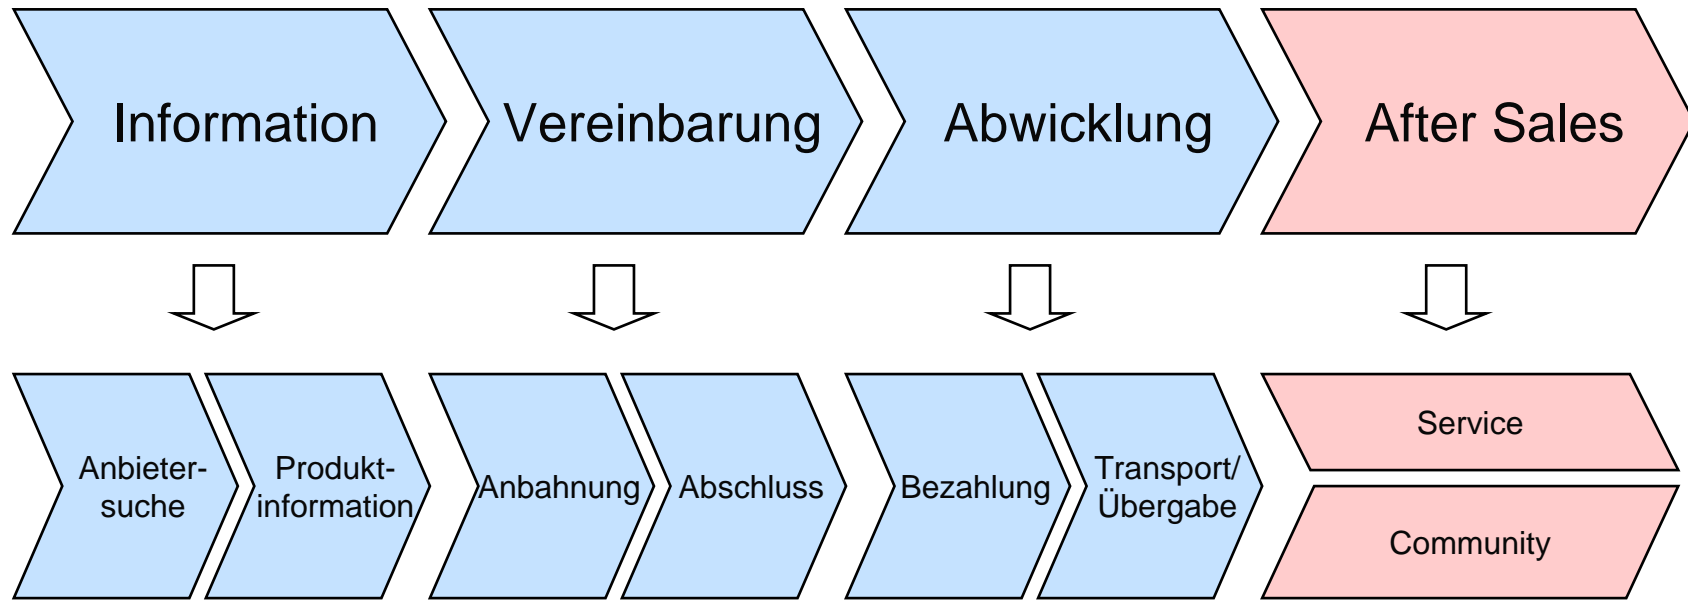 Information
Vereinbarung
Abwicklung
After Sales
Anbieter-
suche
Produkt-
information
Anbahnung
Abschluss
Bezahlung
Transport/
Übergabe
Service
Community